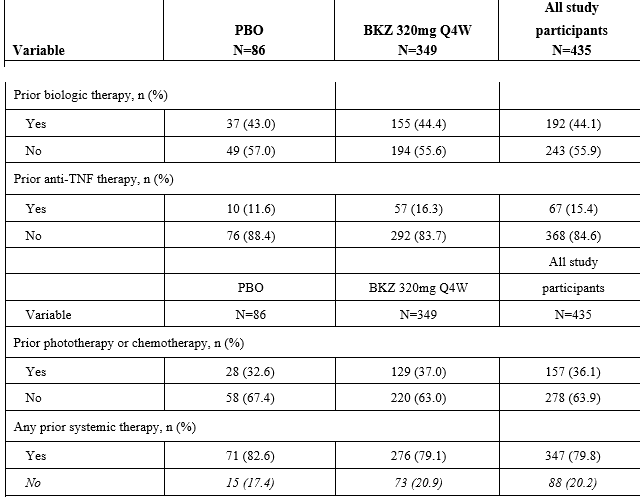 All study
PBO BKZ 320mg Q4W participants
Variable N=86 N=349 N=435
Prior biologic therapy, n (%)
Yes 37 (43.0) 155 (44.4) 192 (44.1)
No 49 (57.0) 194 (55.6) 243 (55.9)
Prior anti-TNF therapy, n (%)
Yes 10 (11.6) 57 (16.3) 67 (15.4)
No 76 (88.4) 292 (83.7) 368 (84.6)
All study
PBO BKZ 320mg Q4W participants
Variable N=86 N=349 N=435
Prior phototherapy or chemotherapy, n (%)
Yes 28 (32.6) 129 (37.0) 157 (36.1)
No 58 (67.4) 220 (63.0) 278 (63.9)
Any prior systemic therapy, n (%)
Yes 71 (82.6) 276 (79.1) 347 (79.8)
No 15 (17.4) 73 (20.9) 88 (20.2)